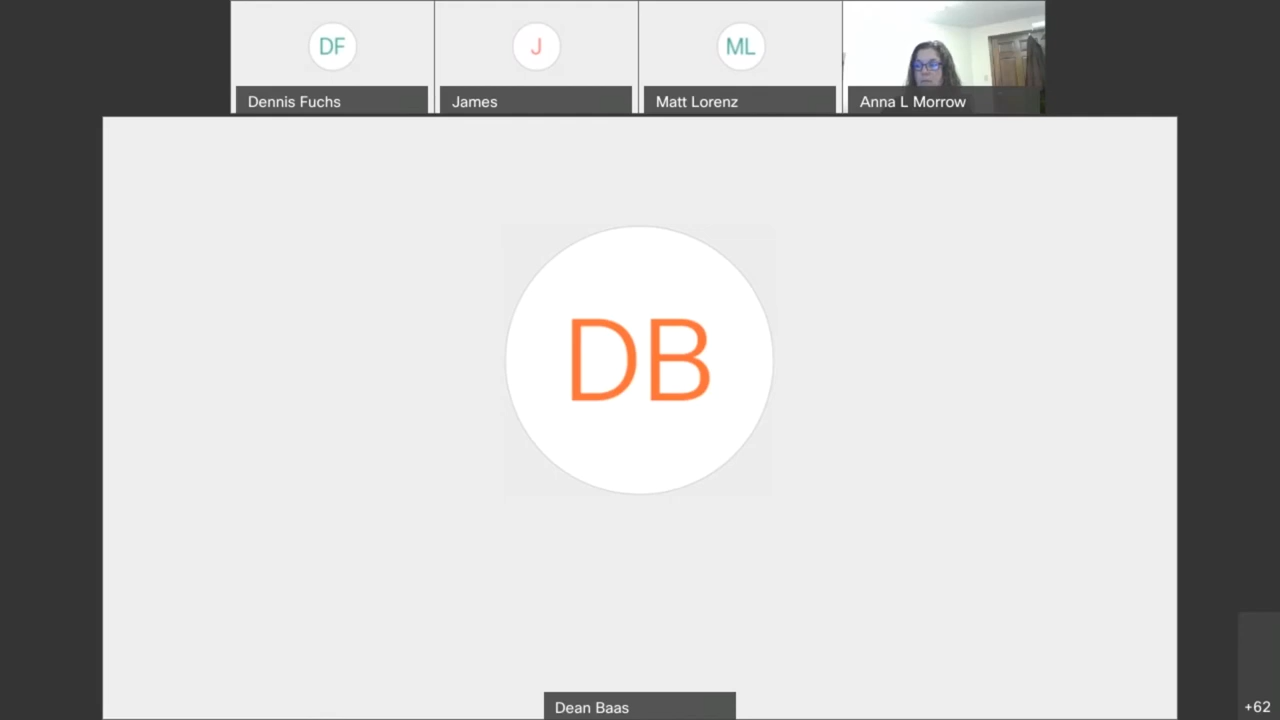 DF
J
ML
Dennis Fuchs
James
Matt Lorenz
Anna L Morrow
DB
Dean Baas
+62